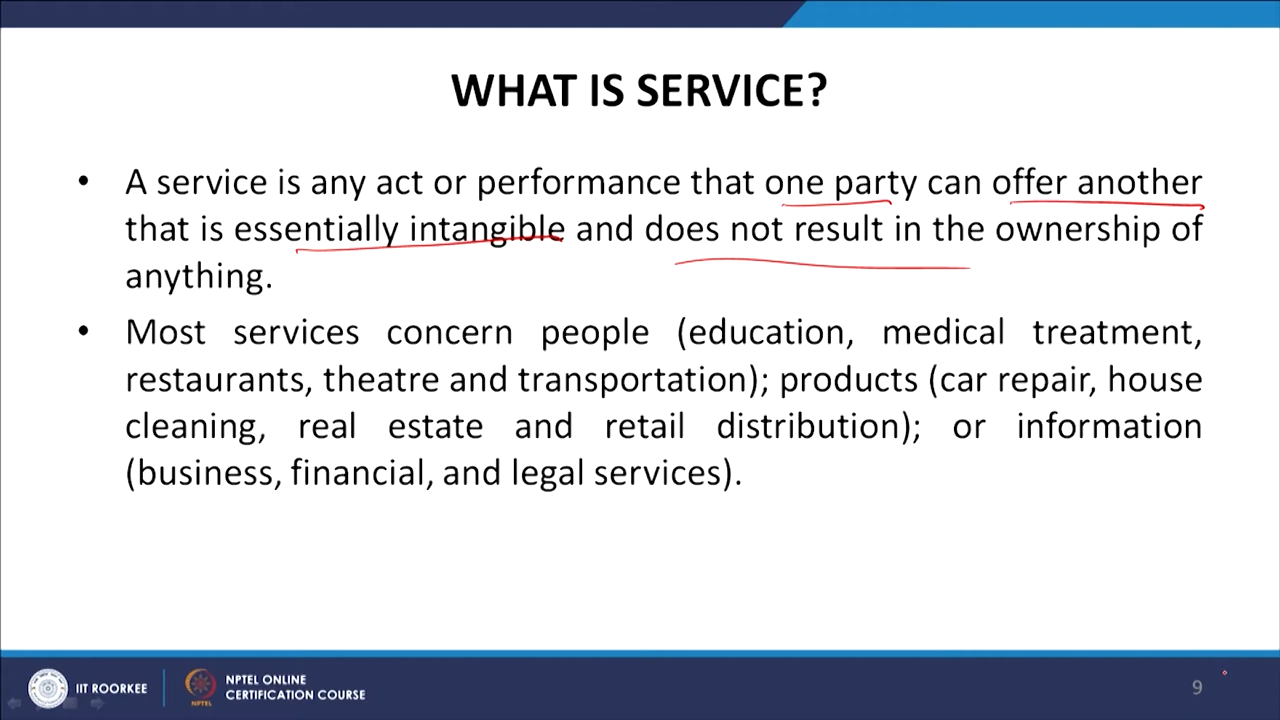 WHAT IS SERVICE?
• A service is any act or performance that one party can offer another
that is essentially intangible and does not result in the ownership of
anything.
• Most services concern people (education, medical treatment,
restaurants, theatre and transportation); products (car repair, house
cleaning, real estate and retail distribution); or information
(business, financial, and legal services).
IIT ROORKEE
NPTEL
NPTEL ONLINE
CERTIFICATION COURSE
9